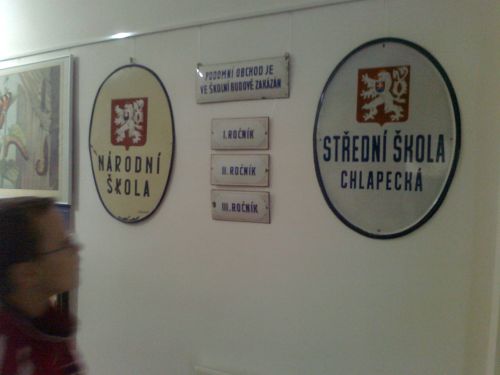 NÁRODNÍ
ŠKOLA
PODOMNÍ OBCHOD JE
VE ŠKOLNÍ BUDOVĚ ZAKÁZÁN
I. ROČNÍK
II. ROČNÍK
III. ROČNÍK
STŘEDNÍ ŠKOLA
CHLAPECKÁ